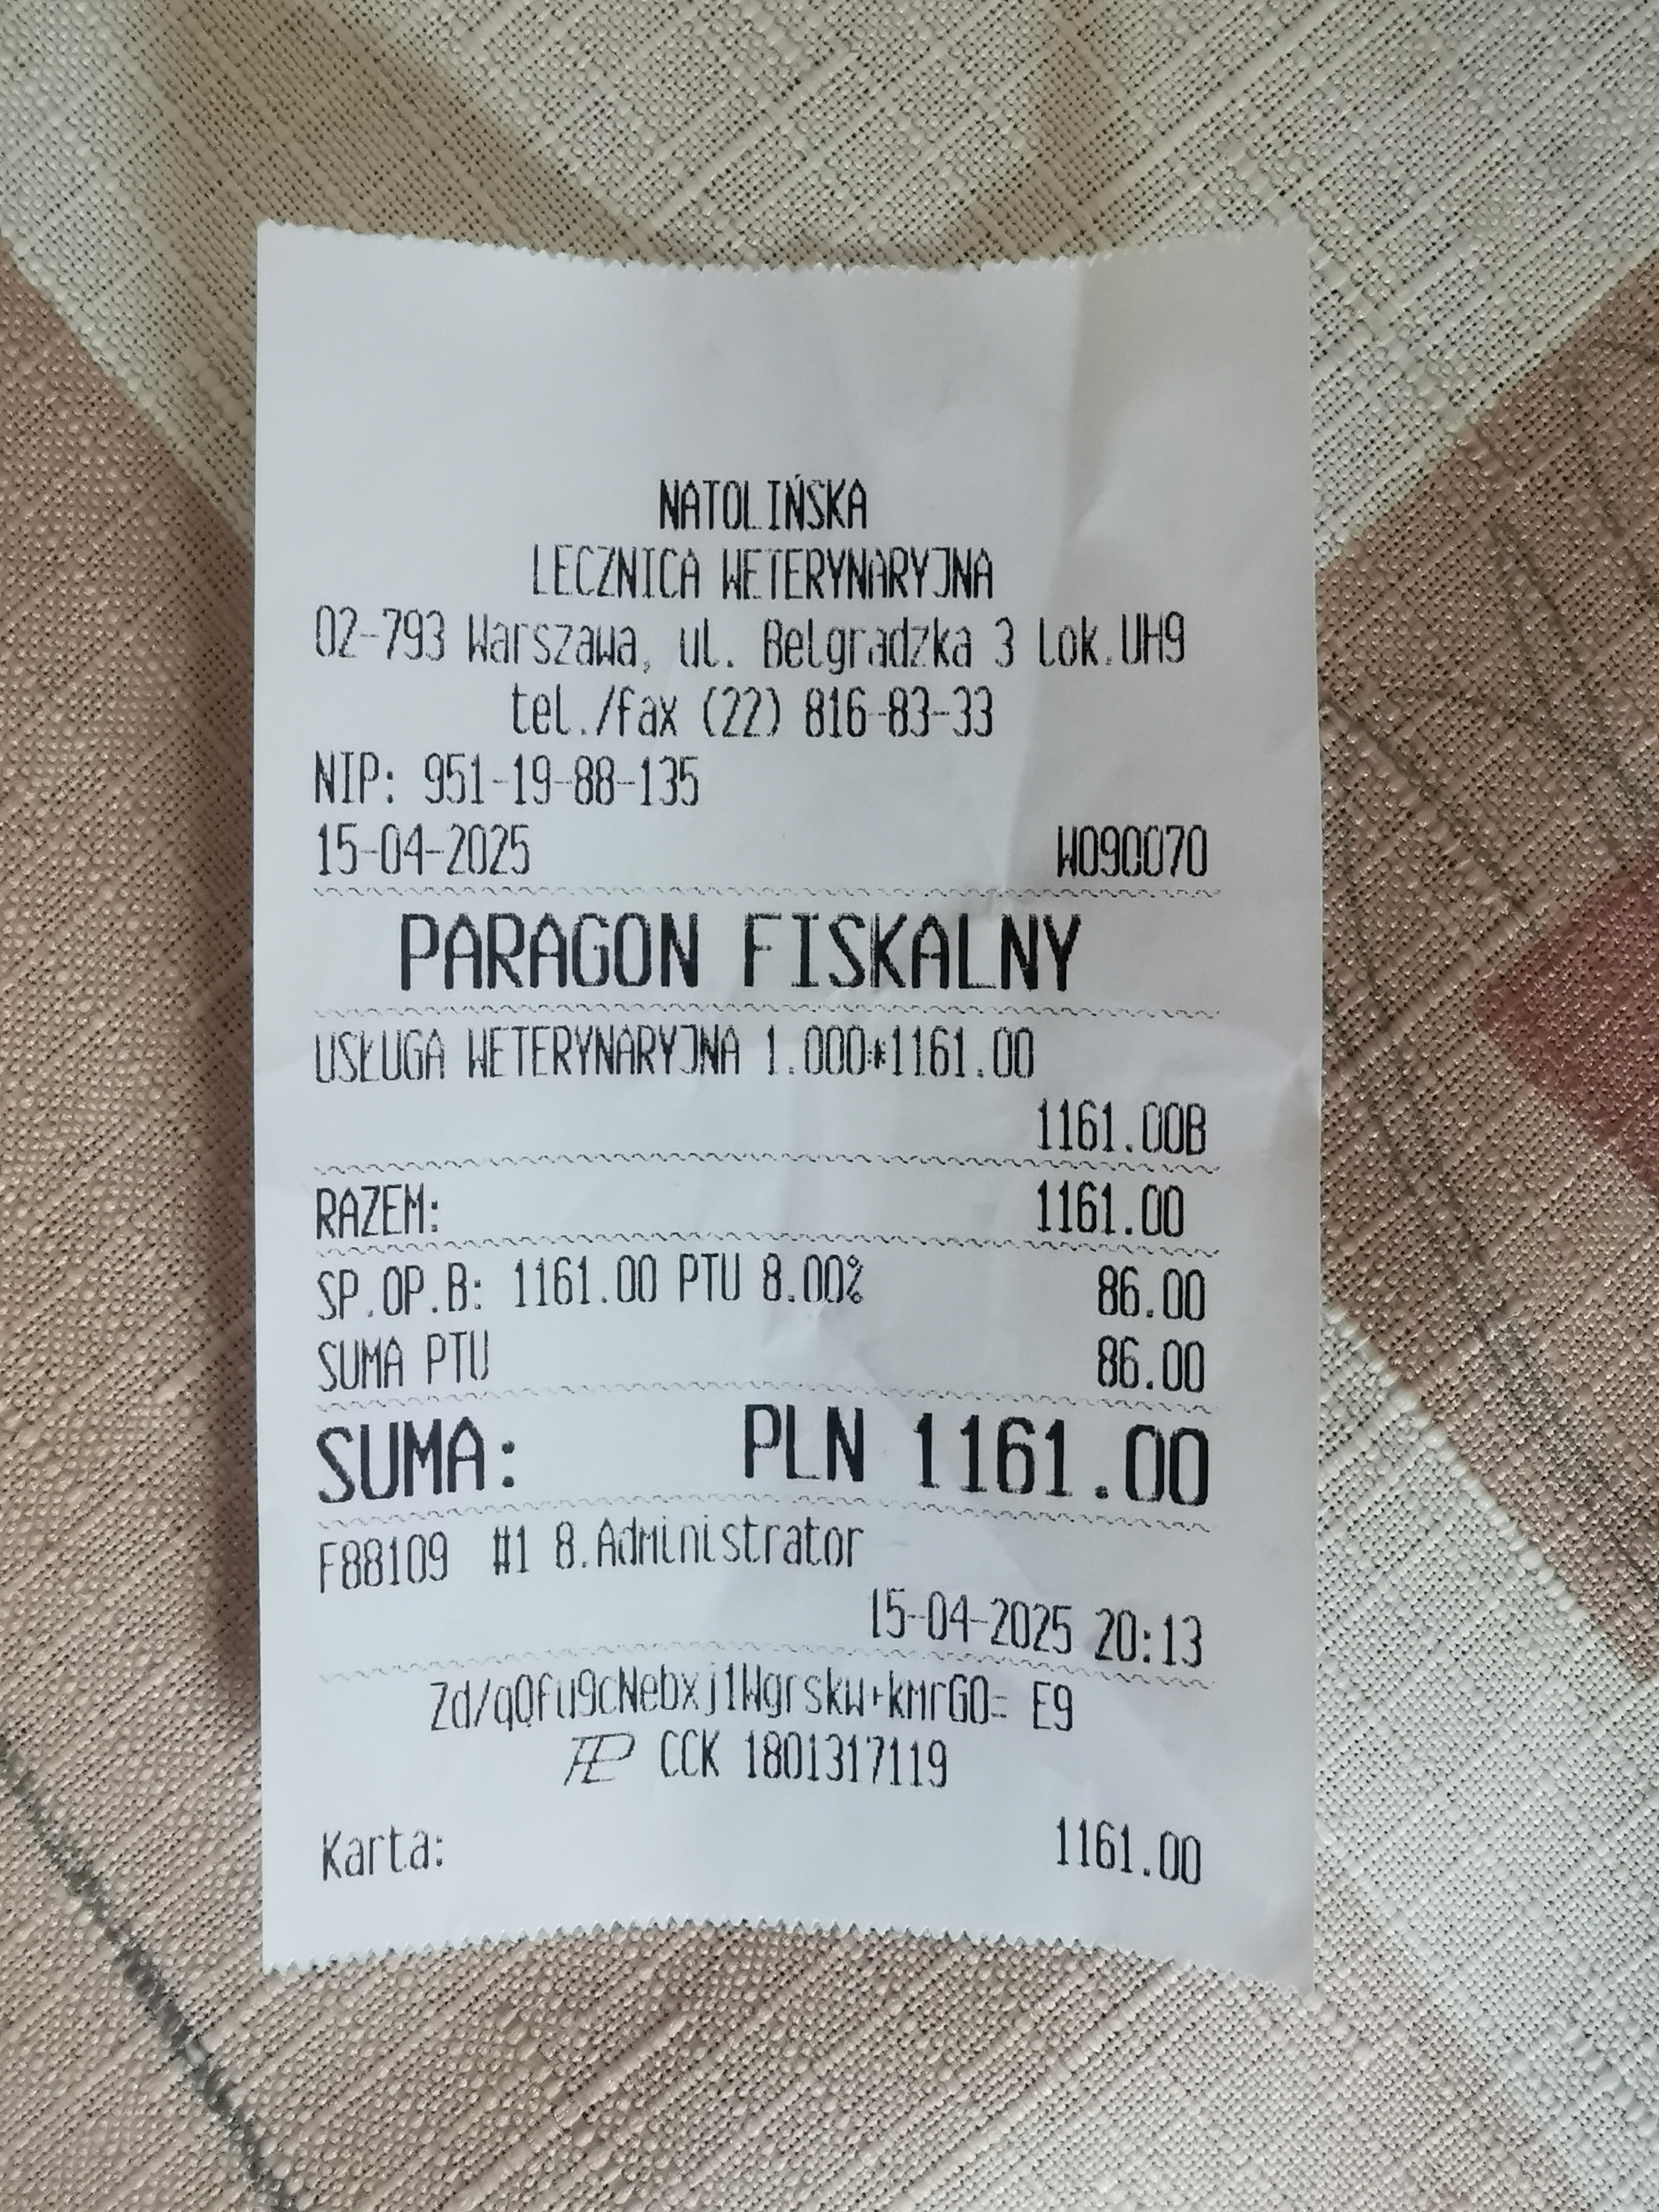 NATOLIŃSKA
LECZNICA WETERYNARYJNA
02-793 Warszawa, ul. Belgradzka 3 lok.UH9
tel./fax (22) 816-83-33
NIP: 951-19-88-135
15-04-2025 W090070
PARAGON FISKALNY
USŁUGA WETERYNARYJNA 1.000*1161.00
1161.00B
RAZEM: 1161.00
SP.OP.B: 1161.00 PTU 8.00% 86.00
SUMA PTU 86.00
SUMA: PLN 1161.00
F88109 #1 8.Administrator
15-04-2025 20:13
Zd/qQfu9cNebxj1Wgrskw+kmrG0= E9
CCK 1801317119
Karta: 1161.00